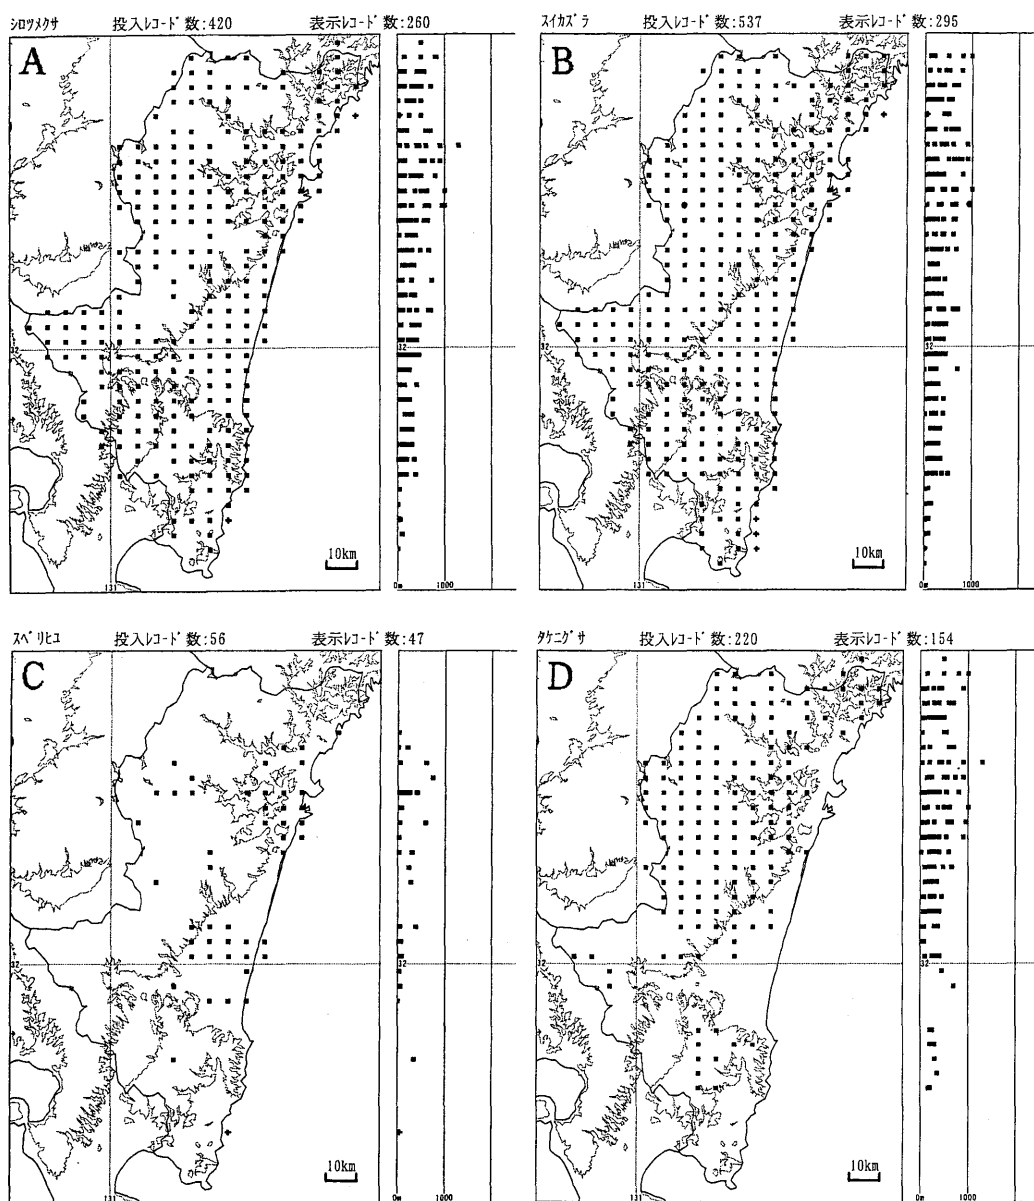 シロツメクサ 投入レコード数:420 表示レコード数:260
A
32
131
10km
0m 1000
スイカズラ 投入レコード数:537 表示レコード数:295
B
32
131
10km
0m 1000
スベリヒユ 投入レコード数:56 表示レコード数:47
C
32
131
10km
0m 1000
タケニグサ 投入レコード数:220 表示レコード数:154
D
32
131
10km
0m 1000